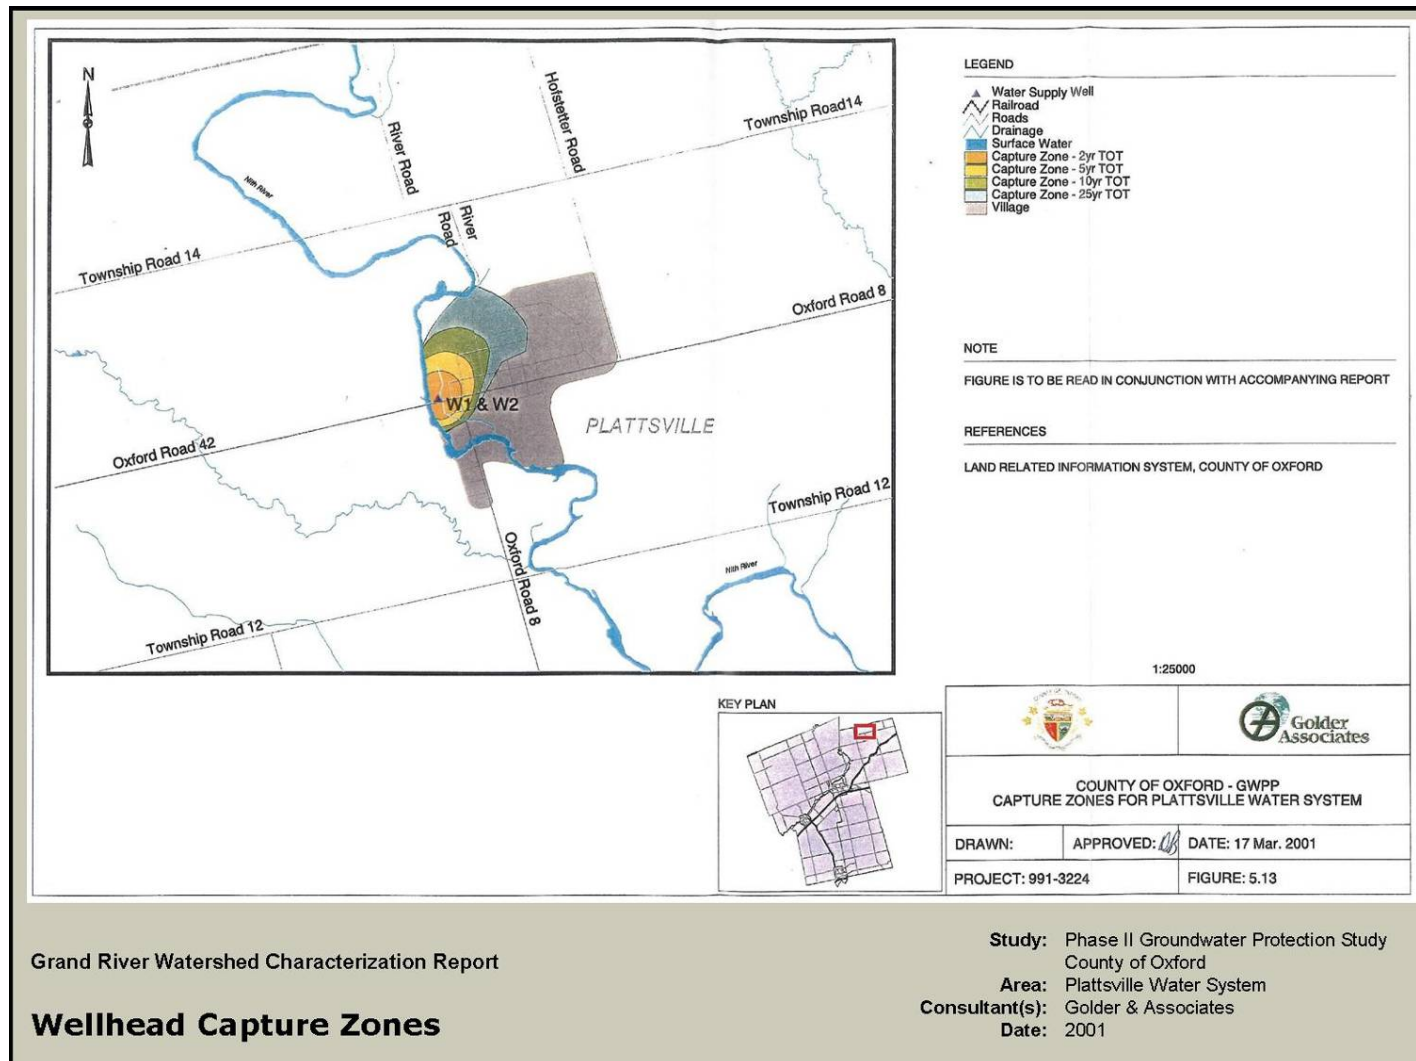 N
River Road
Hofstetter Road
Township Road14
Nith River
River
Road
Township Road 14
Oxford Road 8
W1 & W2
PLATTSVILLE
Oxford Road 42
Township Road 12
Oxford Road 8
Nith River
Township Road 12
LEGEND
Water Supply Well
Railroad
Roads
Drainage
Surface Water
Capture Zone - 2yr TOT
Capture Zone - 5yr TOT
Capture Zone - 10yr TOT
Capture Zone - 25yr TOT
Village
NOTE
FIGURE IS TO BE READ IN CONJUNCTION WITH ACCOMPANYING REPORT
REFERENCES
LAND RELATED INFORMATION SYSTEM, COUNTY OF OXFORD
1:25000
KEY PLAN
Golder
Associates
COUNTY OF OXFORD - GWPP
CAPTURE ZONES FOR PLATTSVILLE WATER SYSTEM
DRAWN:
APPROVED:
DATE: 17 Mar. 2001
PROJECT: 991-3224
FIGURE: 5.13
Grand River Watershed Characterization Report
Wellhead Capture Zones
Study: Phase II Groundwater Protection Study
County of Oxford
Area: Plattsville Water System
Consultant(s): Golder & Associates
Date: 2001